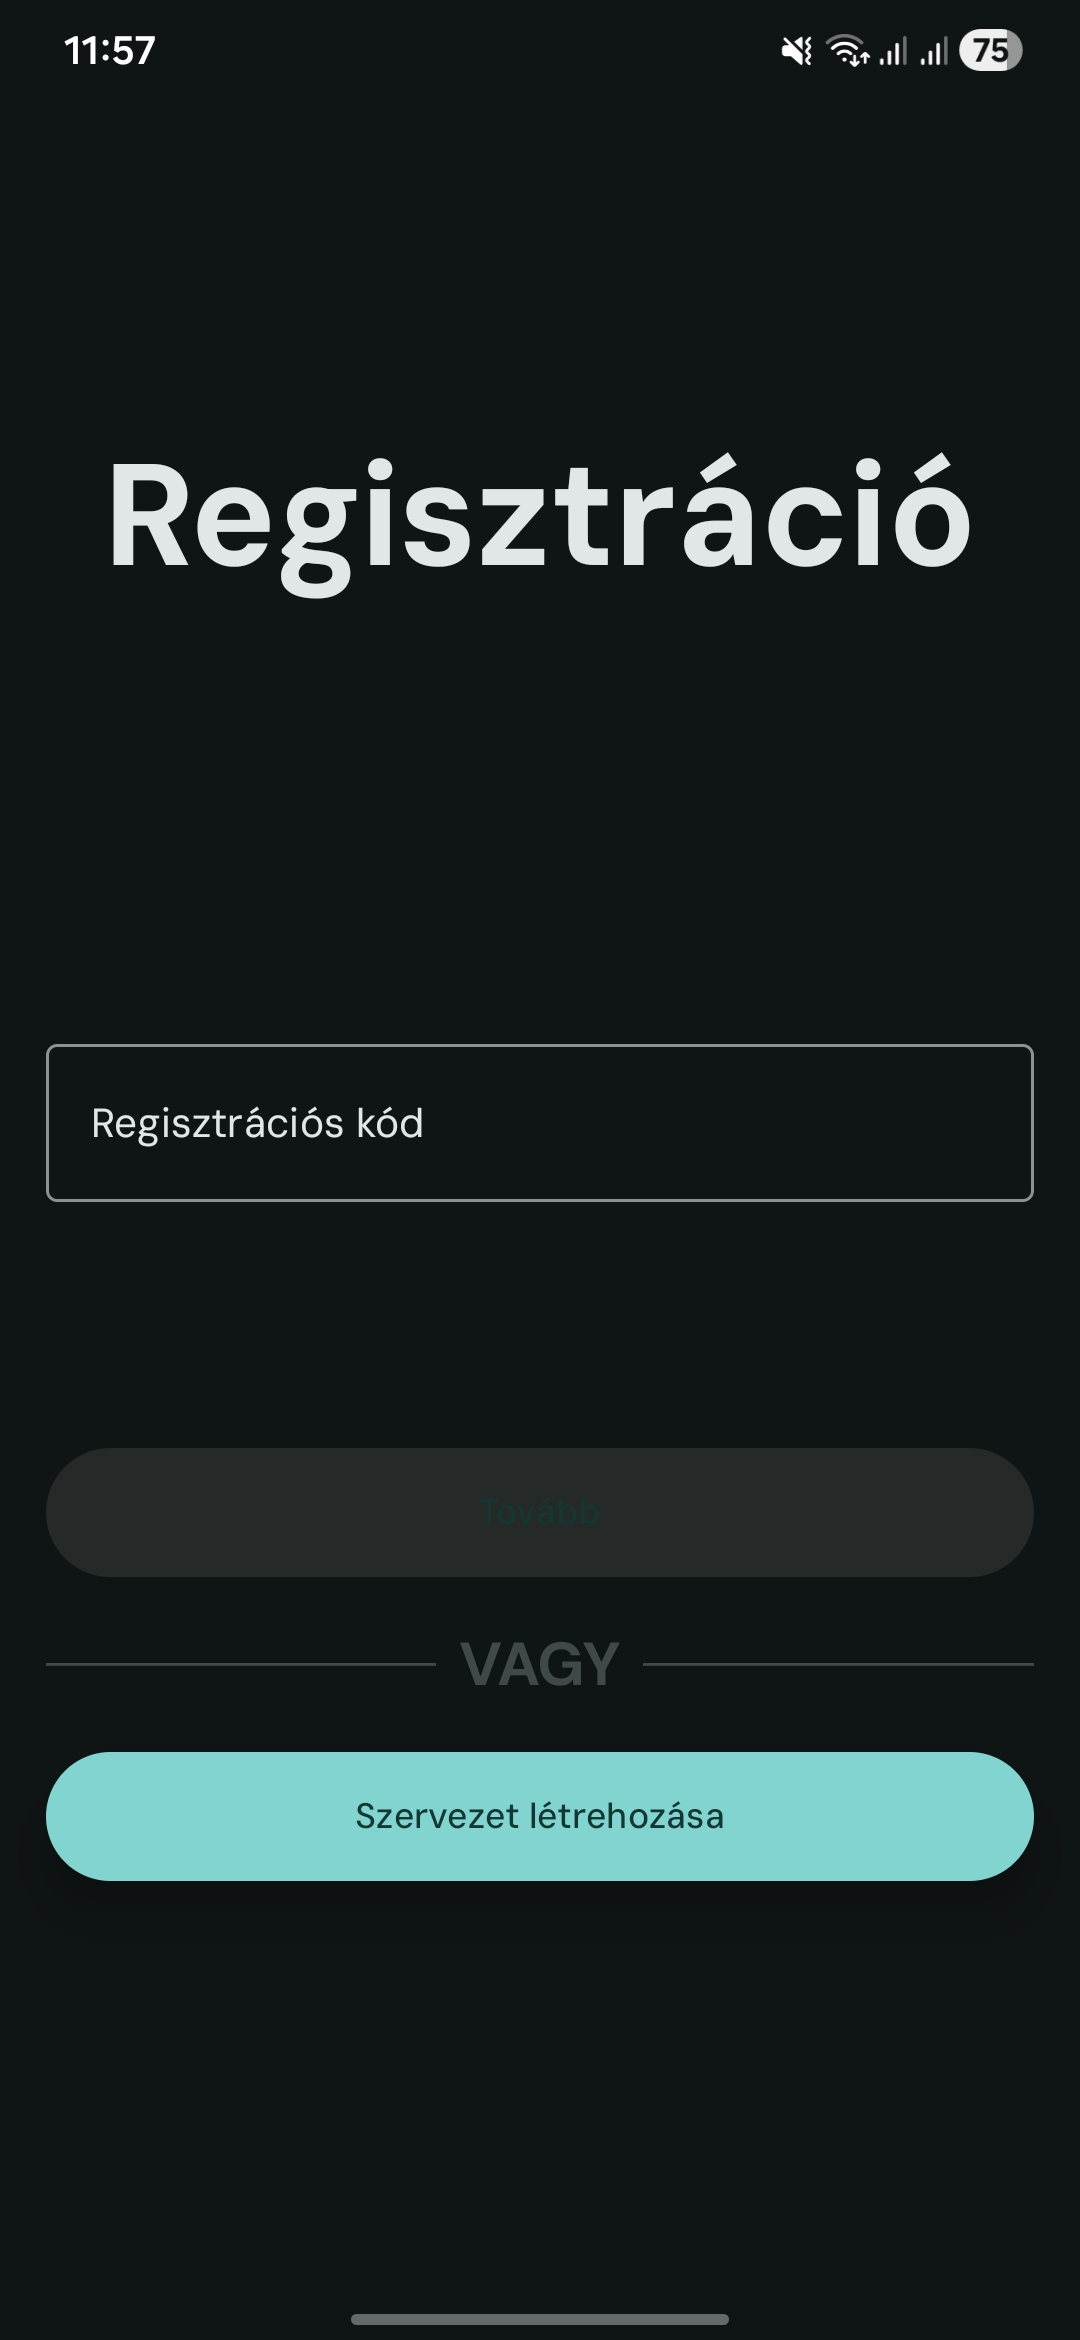 11:57
75
Regisztráció
Regisztrációs kód
Tovább
VAGY
Szervezet létrehozása